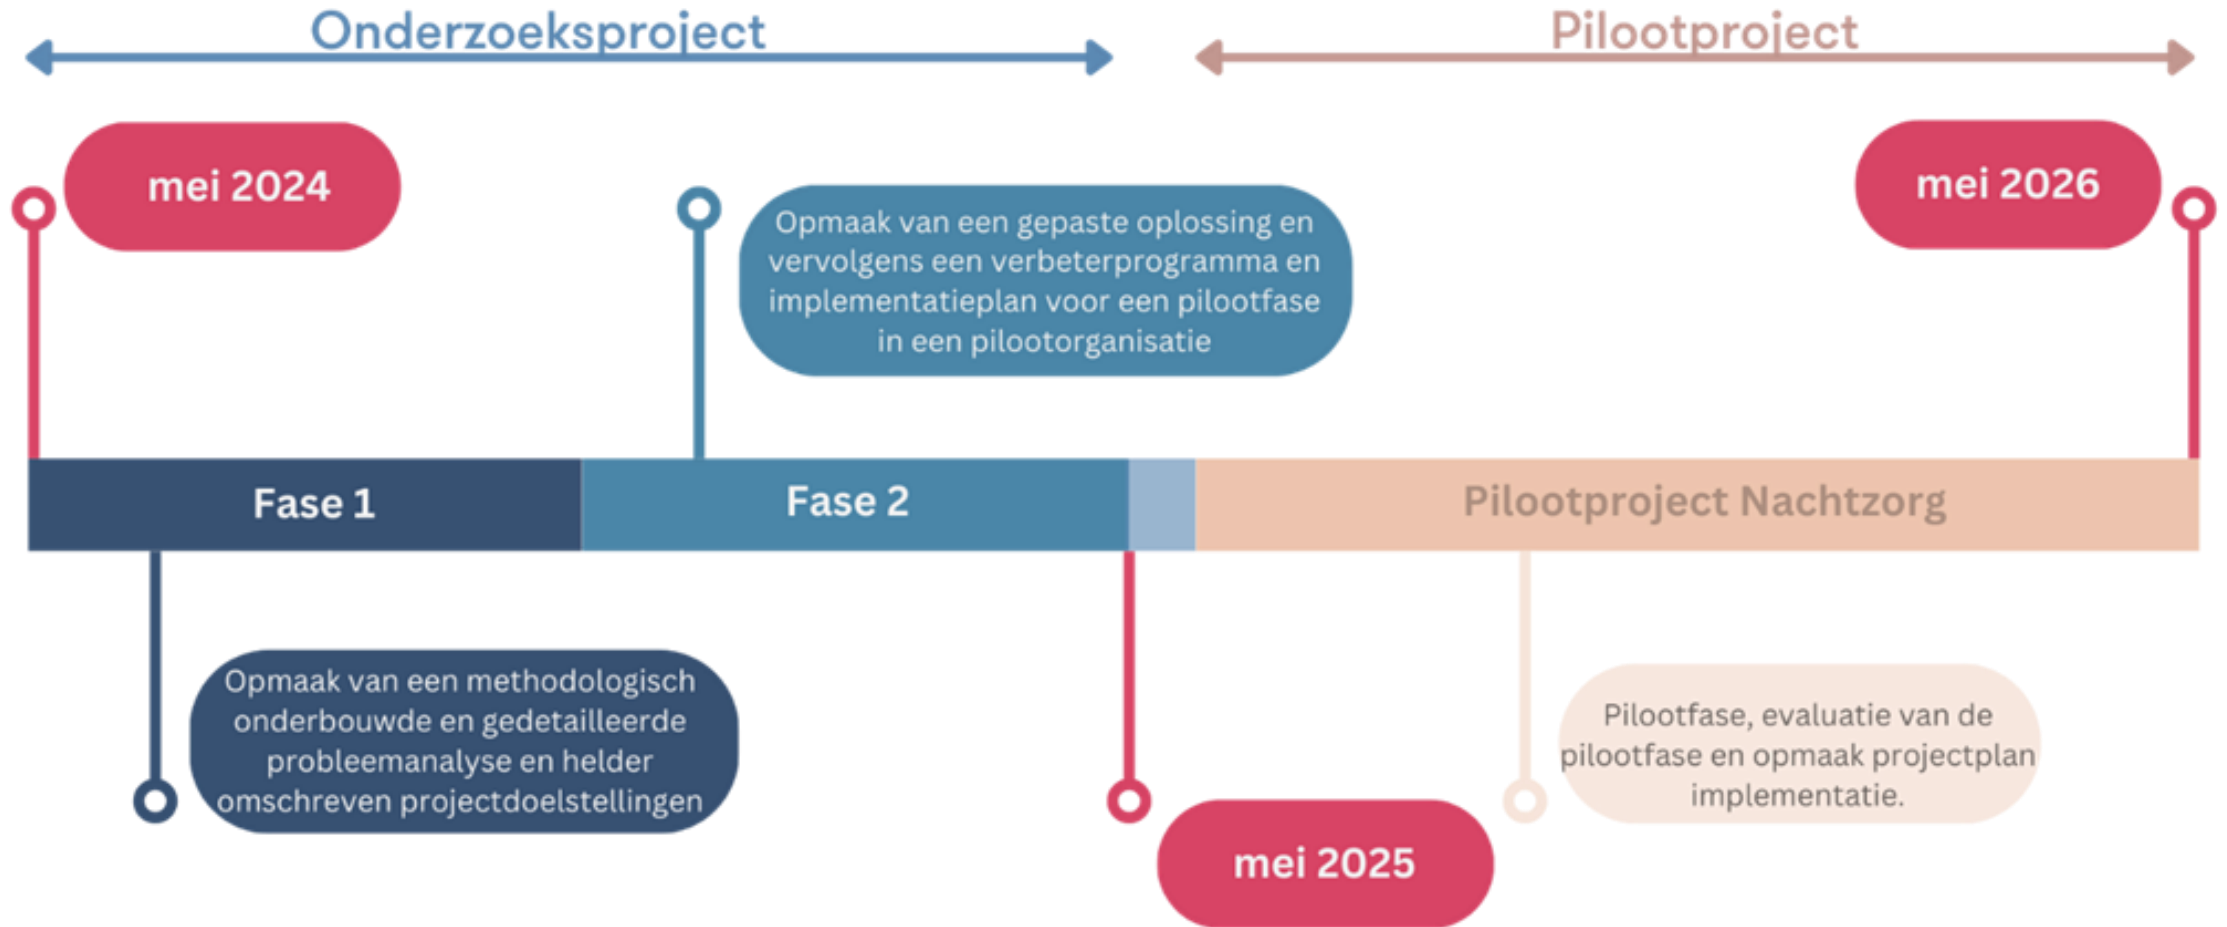 Onderzoeksproject
Pilootproject
mei 2024
mei 2026
Opmaak van een gepaste oplossing en
vervolgens een verbeterprogramma en
implementatieplan voor een pilootfase
in een pilootorganisatie
Fase 1
Fase 2
Pilootproject Nachtzorg
Opmaak van een methodologisch
onderbouwde en gedetailleerde
probleemanalyse en helder
omschreven projectdoelstellingen
Pilootfase, evaluatie van de
pilootfase en opmaak projectplan
implementatie.
mei 2025